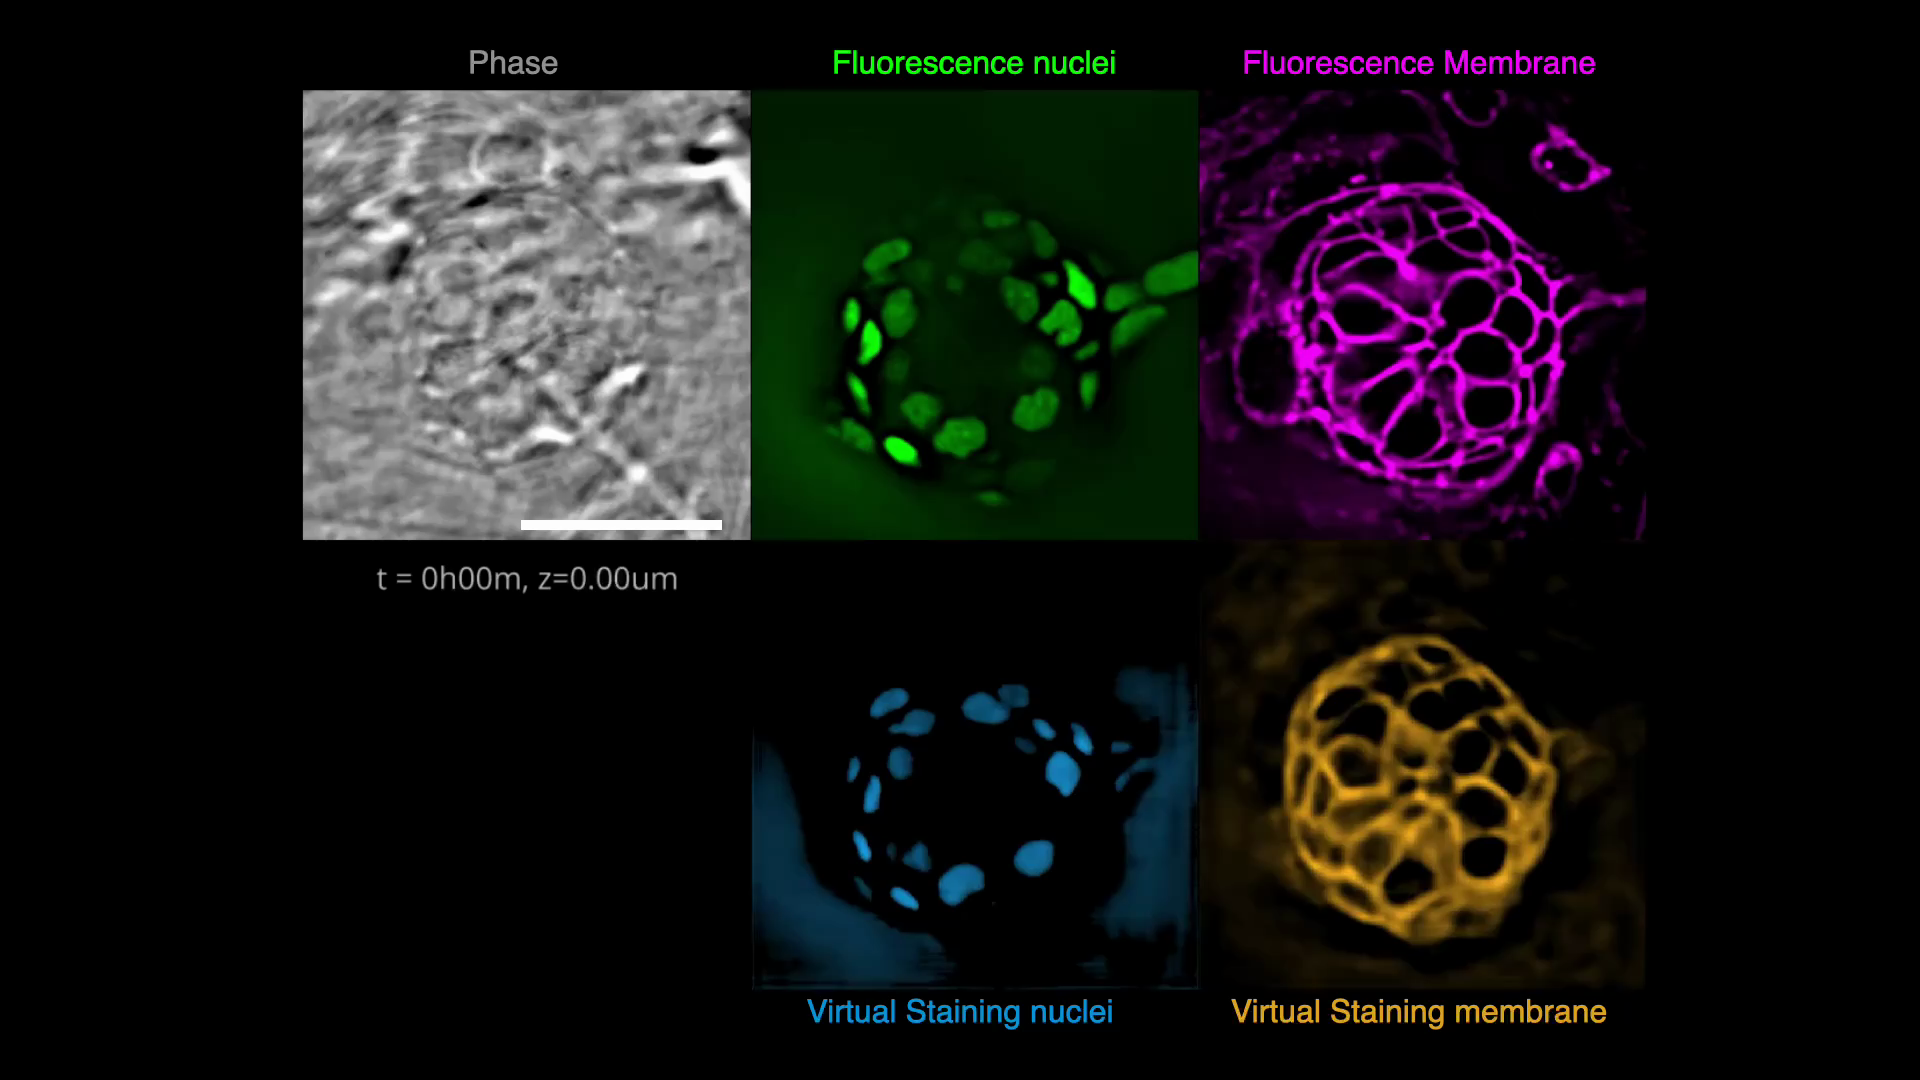 Phase
Fluorescence nuclei
Fluorescence Membrane
t = 0h00m, z=0.00um
Virtual Staining nuclei
Virtual Staining membrane